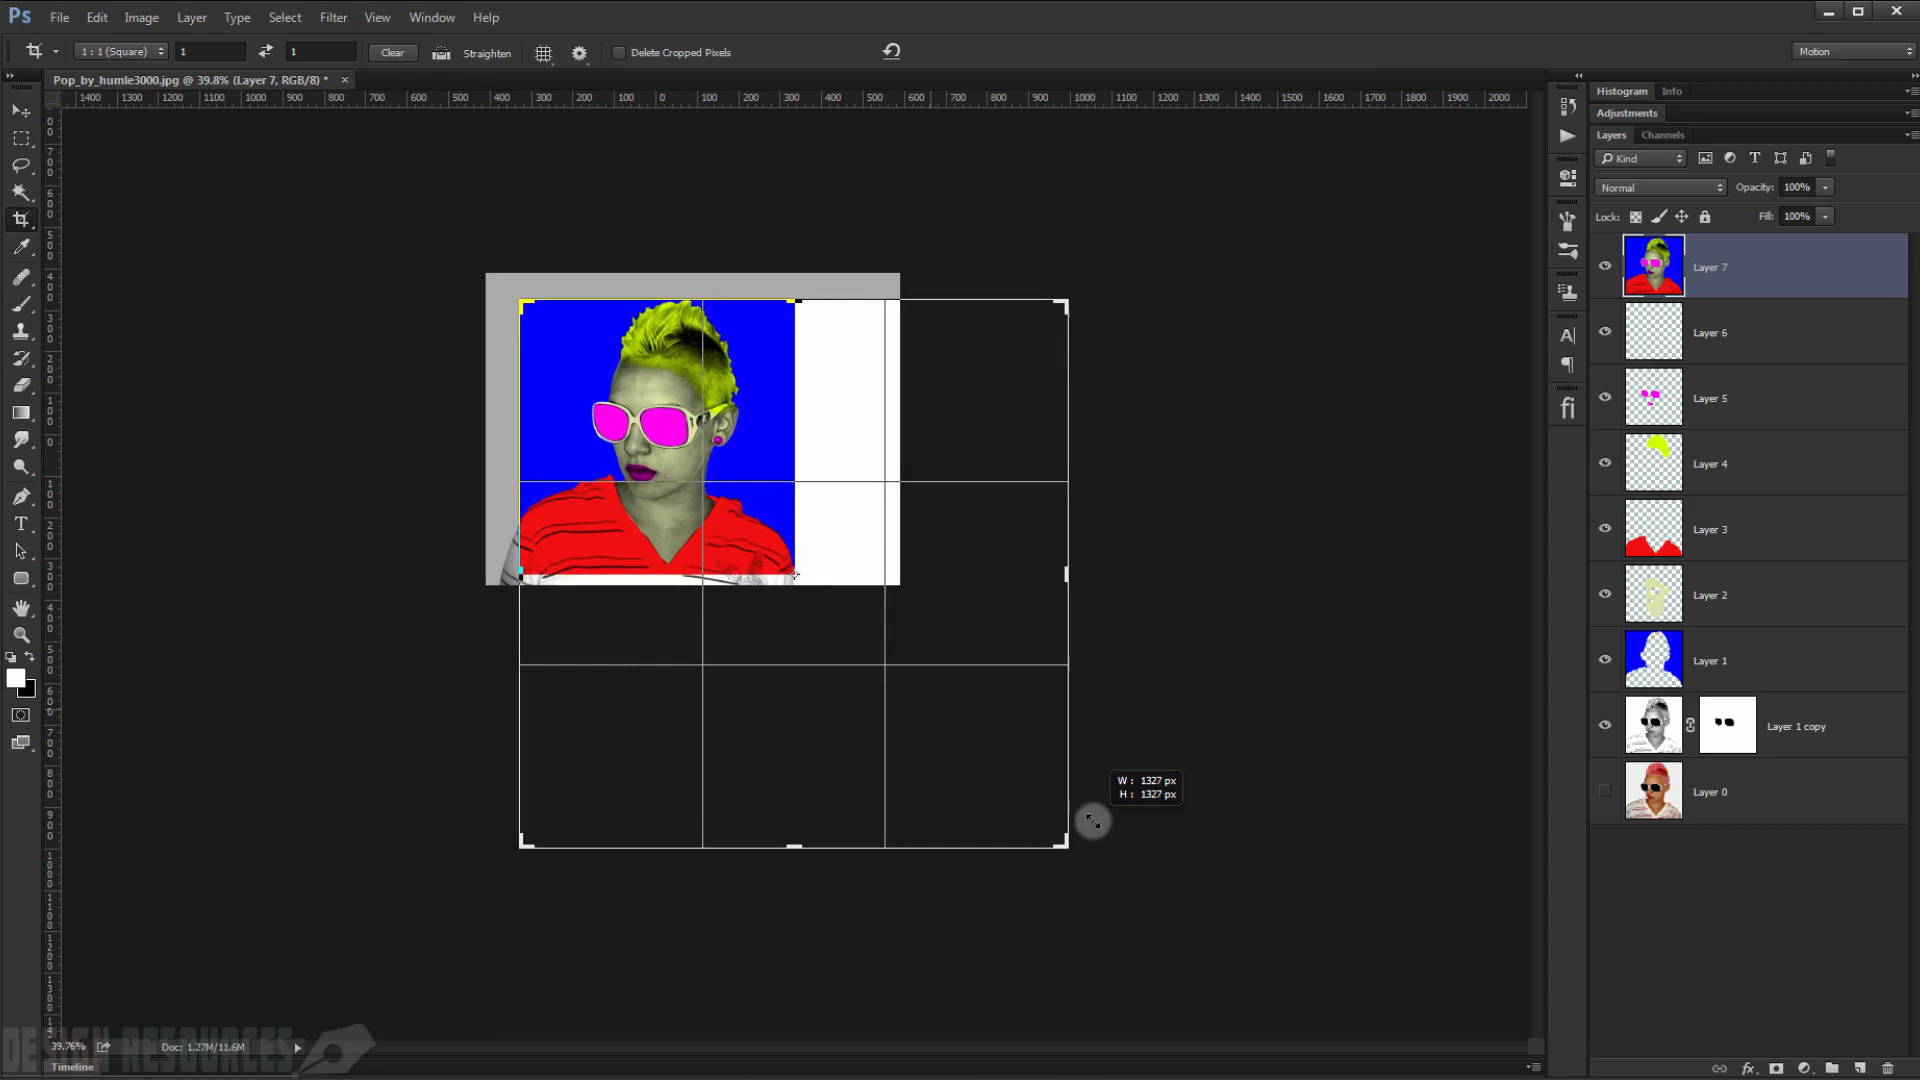 Ps File Edit Image Layer Type Select Filter View Window Help
1 : 1 (Square) 1 1 Clear Straighten Delete Cropped Pixels Motion
Pop_by_humle3000.jpg @ 39.8% (Layer 7, RGB/8) * ×
1400 1300 1200 1100 1000 900 800 700 600 500 400 300 200 100 0 100 200 300 400 500 600 700 800 900 1000 1100 1200 1300 1400 1500 1600 1700 1800 1900 2000
Histogram Info
Adjustments
Layers Channels
Kind
Normal Opacity: 100%
Lock: Fill: 100%
Layer 7
Layer 6
Layer 5
Layer 4
Layer 3
Layer 2
Layer 1
Layer 1 copy
Layer 0
W : 1327 px
H : 1327 px
DESIGN RESOURCES
39.76% Doc: 1.27M/11.6M
Timeline
fx